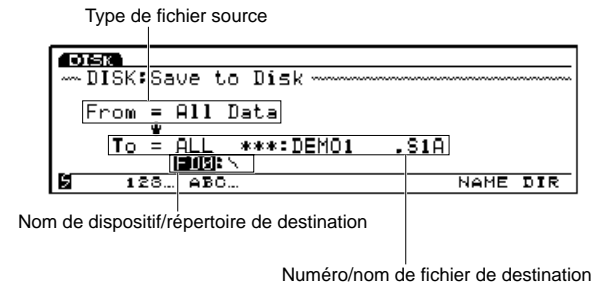 Type de fichier source
DISK
DISK:Save to Disk
From = All Data
To = ALL ***:DEMO1 .S1A
FD0:\
128... ABC... NAME DIR
Nom de dispositif/répertoire de destination
Numéro/nom de fichier de destination